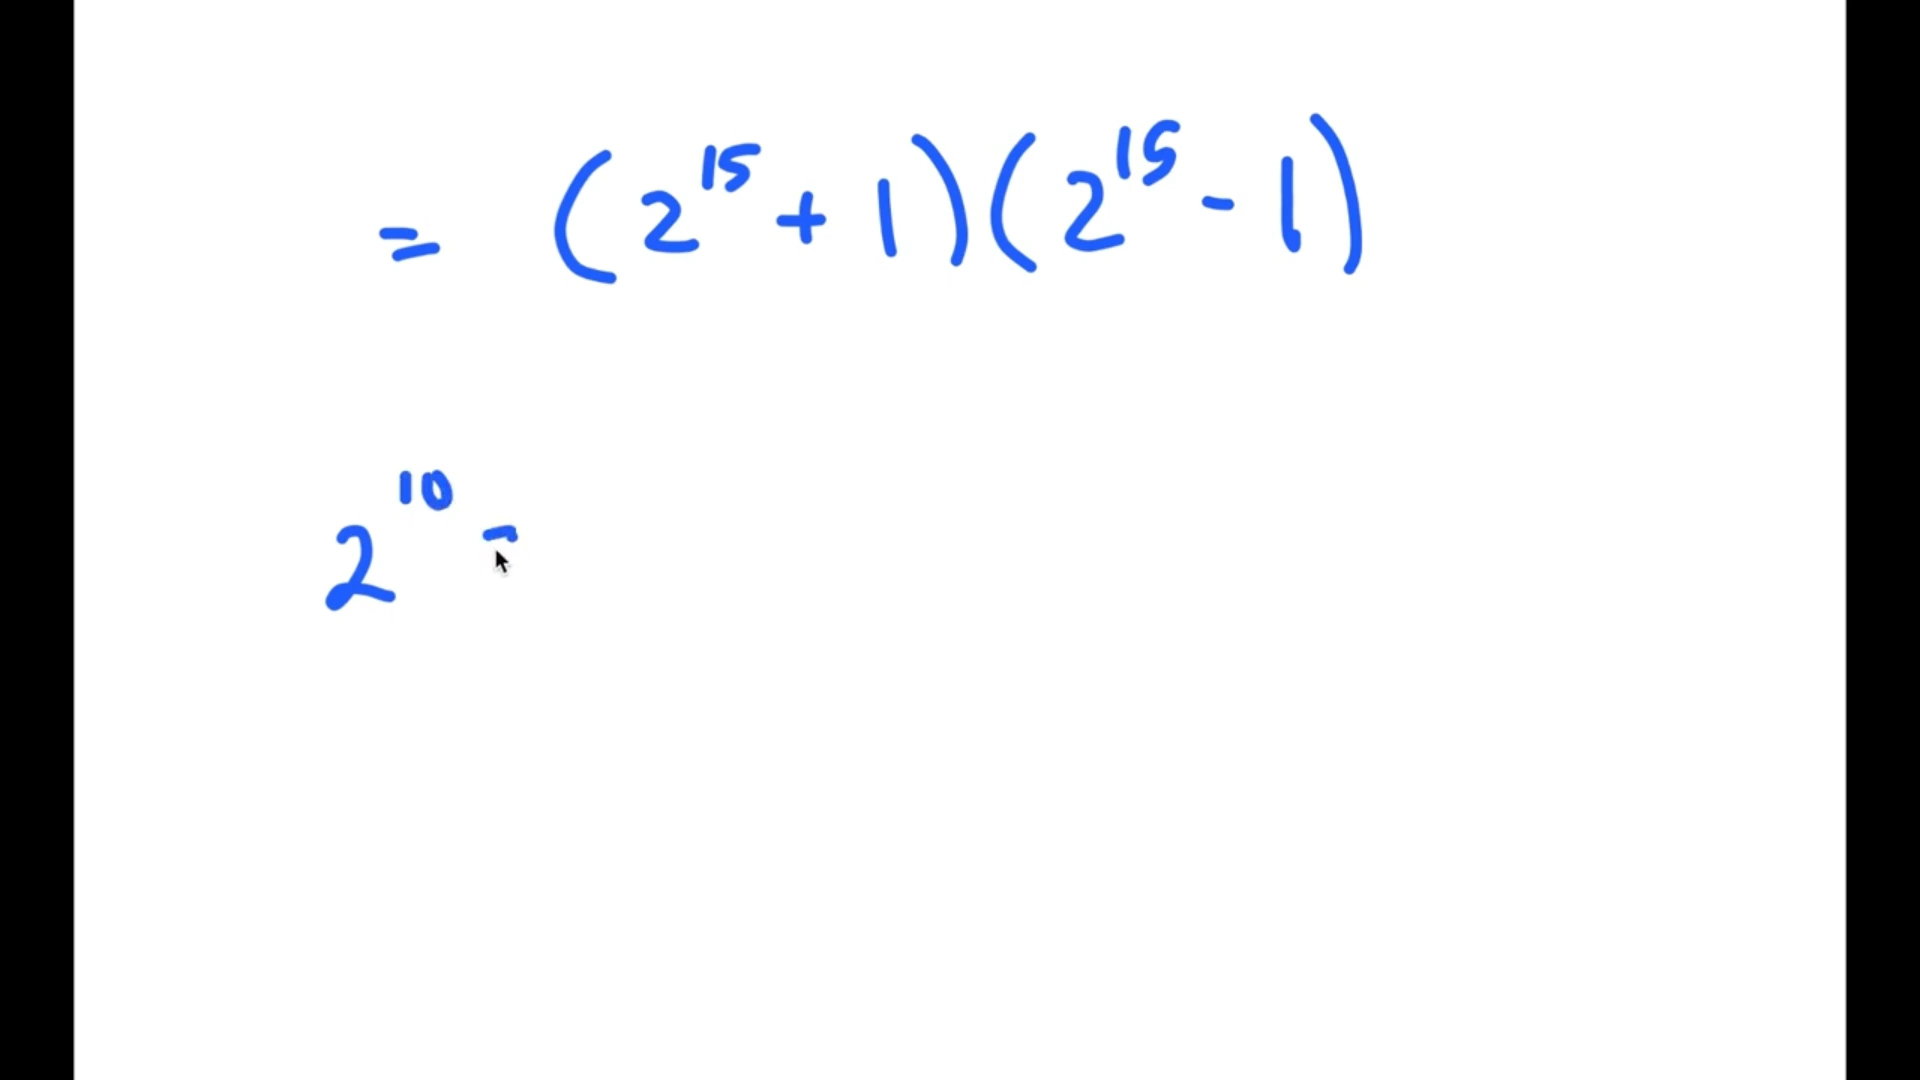 = (2^15 + 1)(2^15 - 1)
2^10 -